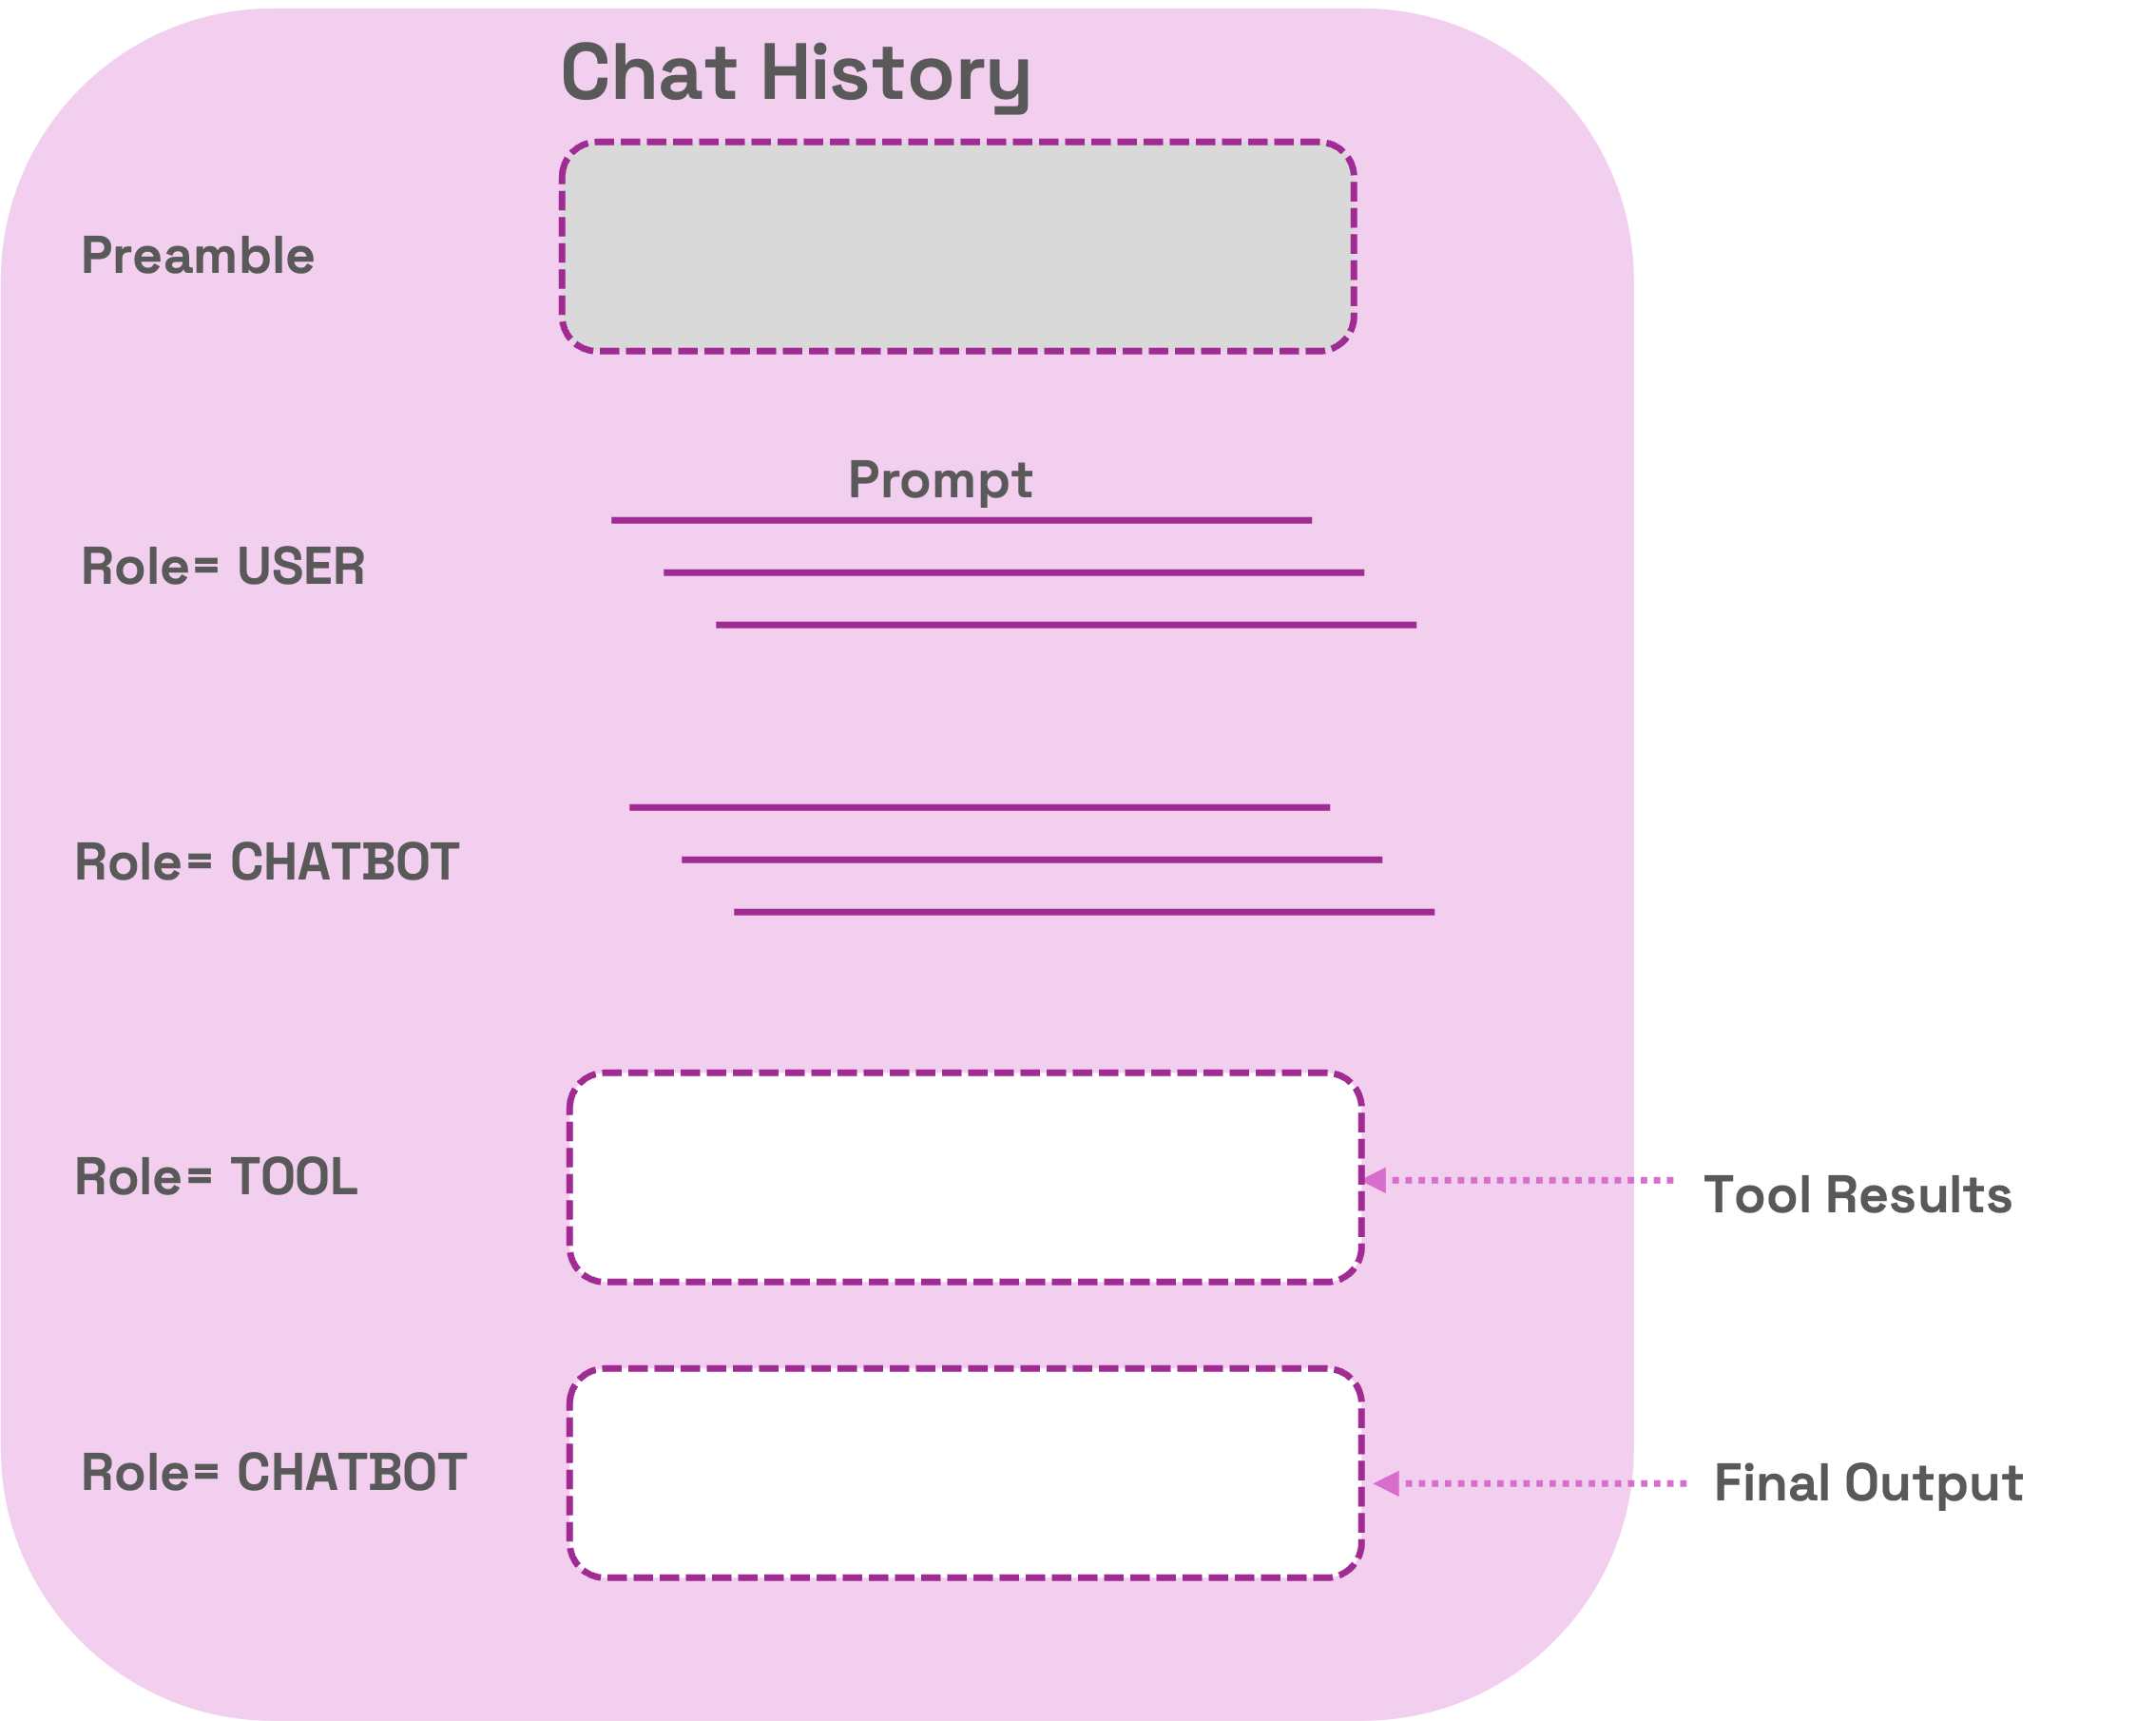 Chat History
Preamble
Prompt
Role= USER
Role= CHATBOT
Role= TOOL
Tool Results
Role= CHATBOT
Final Output